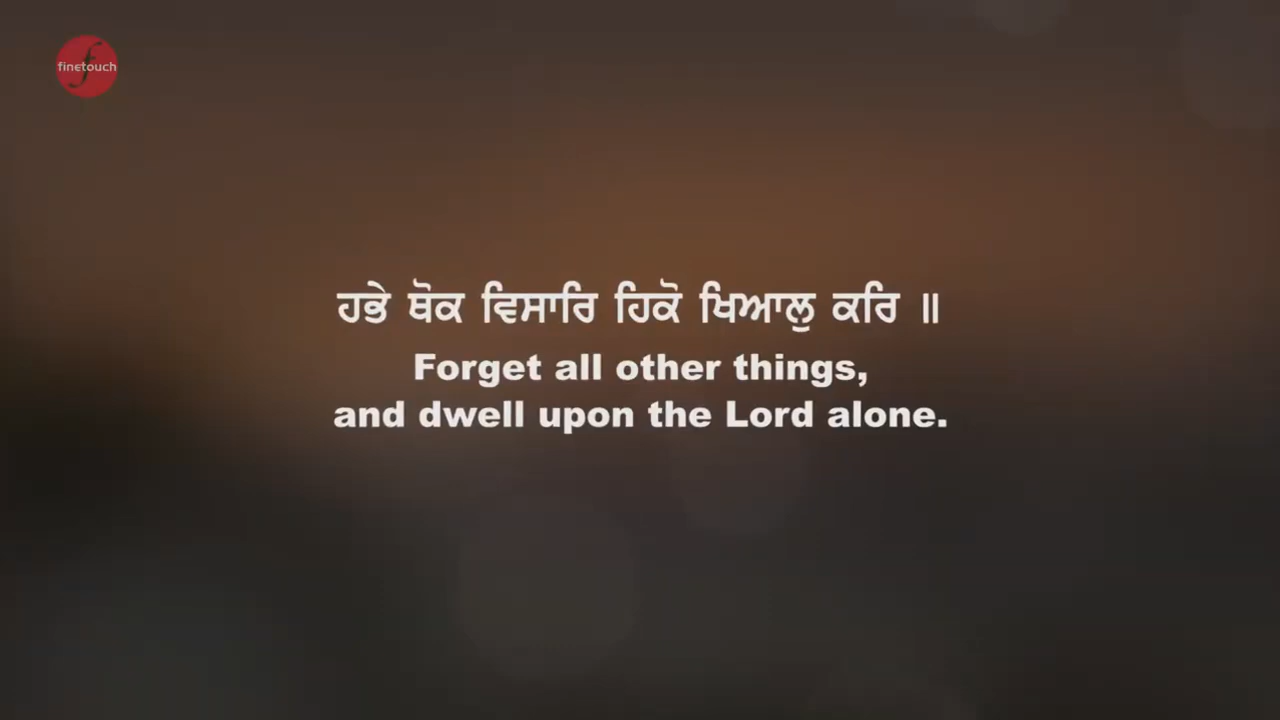 finetouch
ਹਭੇ ਥੋਕ ਵਿਸਾਰਿ ਹਿਕੋ ਖਿਆਲੁ ਕਰਿ ॥
Forget all other things,
and dwell upon the Lord alone.